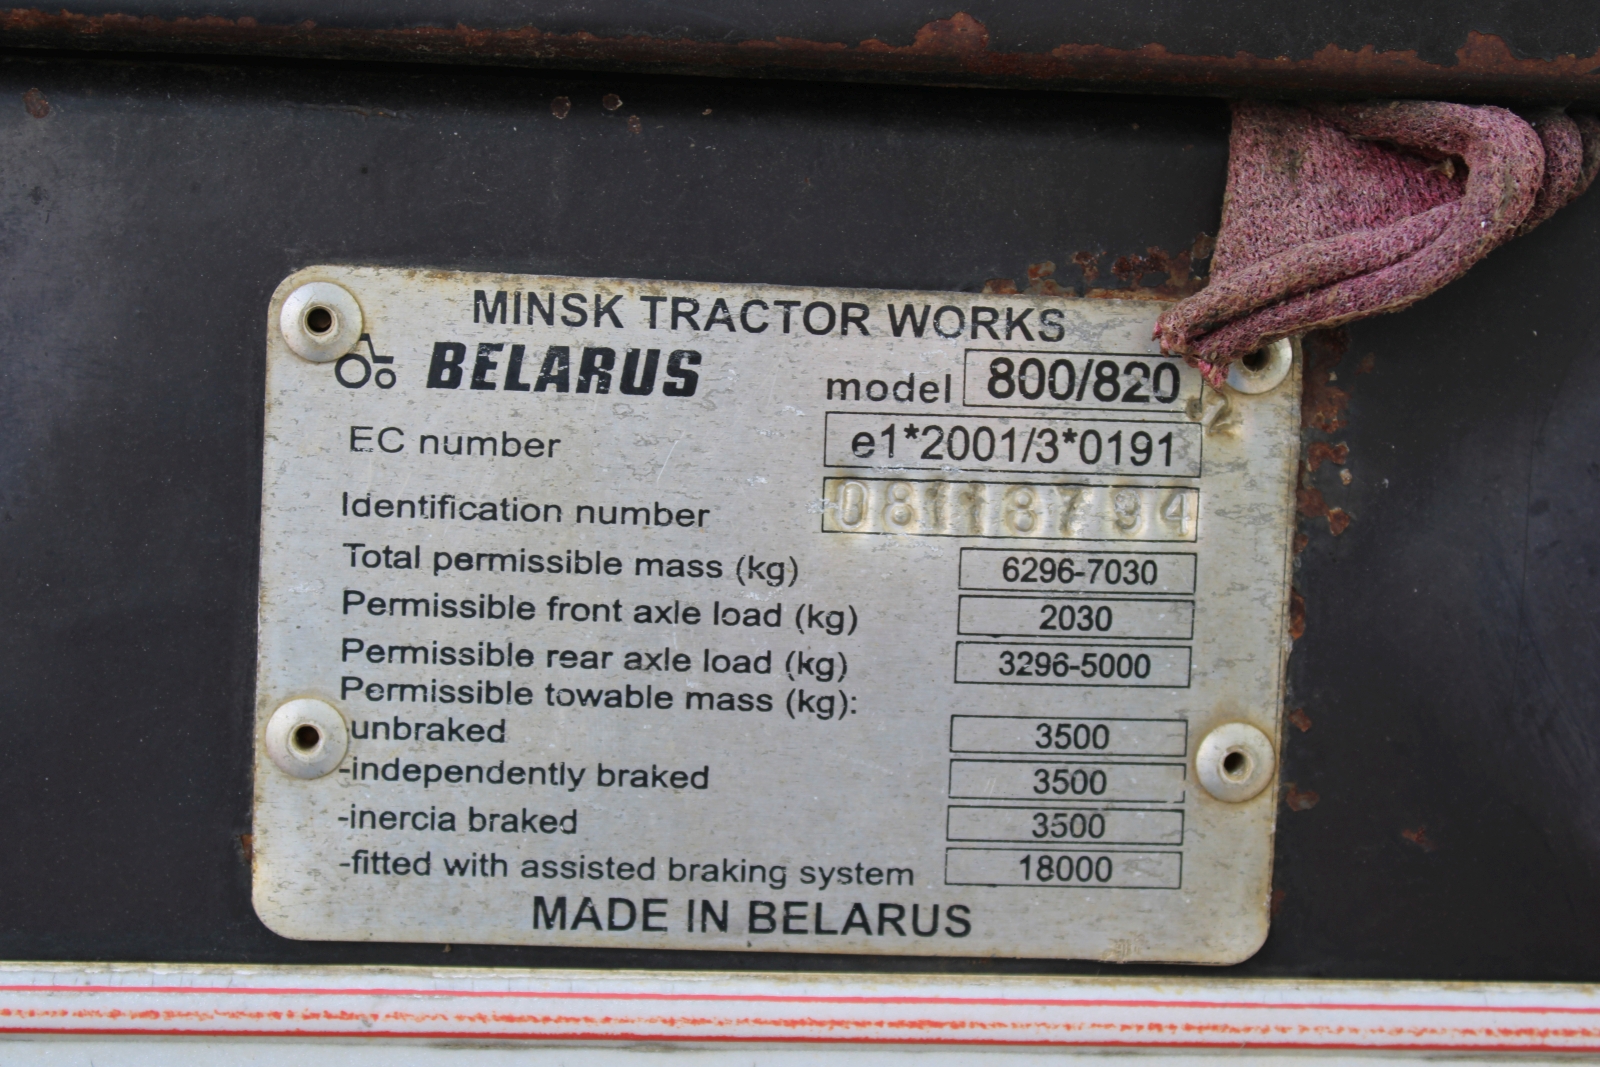 MINSK TRACTOR WORKS
BELARUS model 800/820 .2
EC number e1*2001/3*0191
Identification number 08118794
Total permissible mass (kg) 6296-7030
Permissible front axle load (kg) 2030
Permissible rear axle load (kg) 3296-5000
Permissible towable mass (kg):
-unbraked 3500
-independently braked 3500
-inercia braked 3500
-fitted with assisted braking system 18000
MADE IN BELARUS